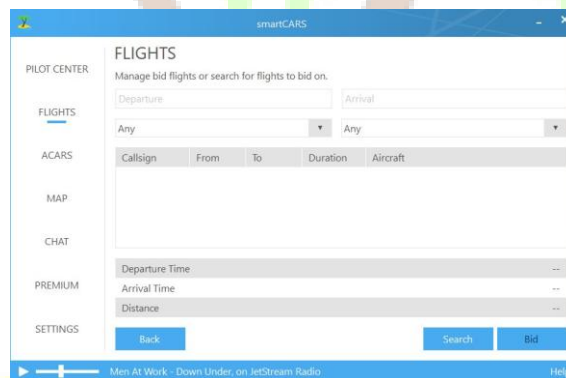 smartCARS
PILOT CENTER
FLIGHTS
ACARS
MAP
CHAT
PREMIUM
SETTINGS
FLIGHTS
Manage bid flights or search for flights to bid on.
Departure Arrival
Any Any
Callsign From To Duration Aircraft
Departure Time --
Arrival Time --
Distance --
Back Search Bid
Men At Work - Down Under, on JetStream Radio Help